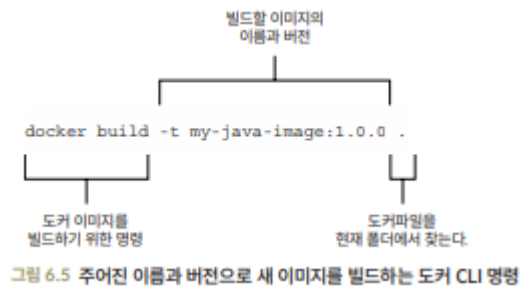 빌드할 이미지의
이름과 버전
docker build -t my-java-image:1.0.0 .
도커 이미지를
빌드하기 위한 명령
도커파일을
현재 폴더에서 찾는다.
그림 6.5 주어진 이름과 버전으로 새 이미지를 빌드하는 도커 CLI 명령